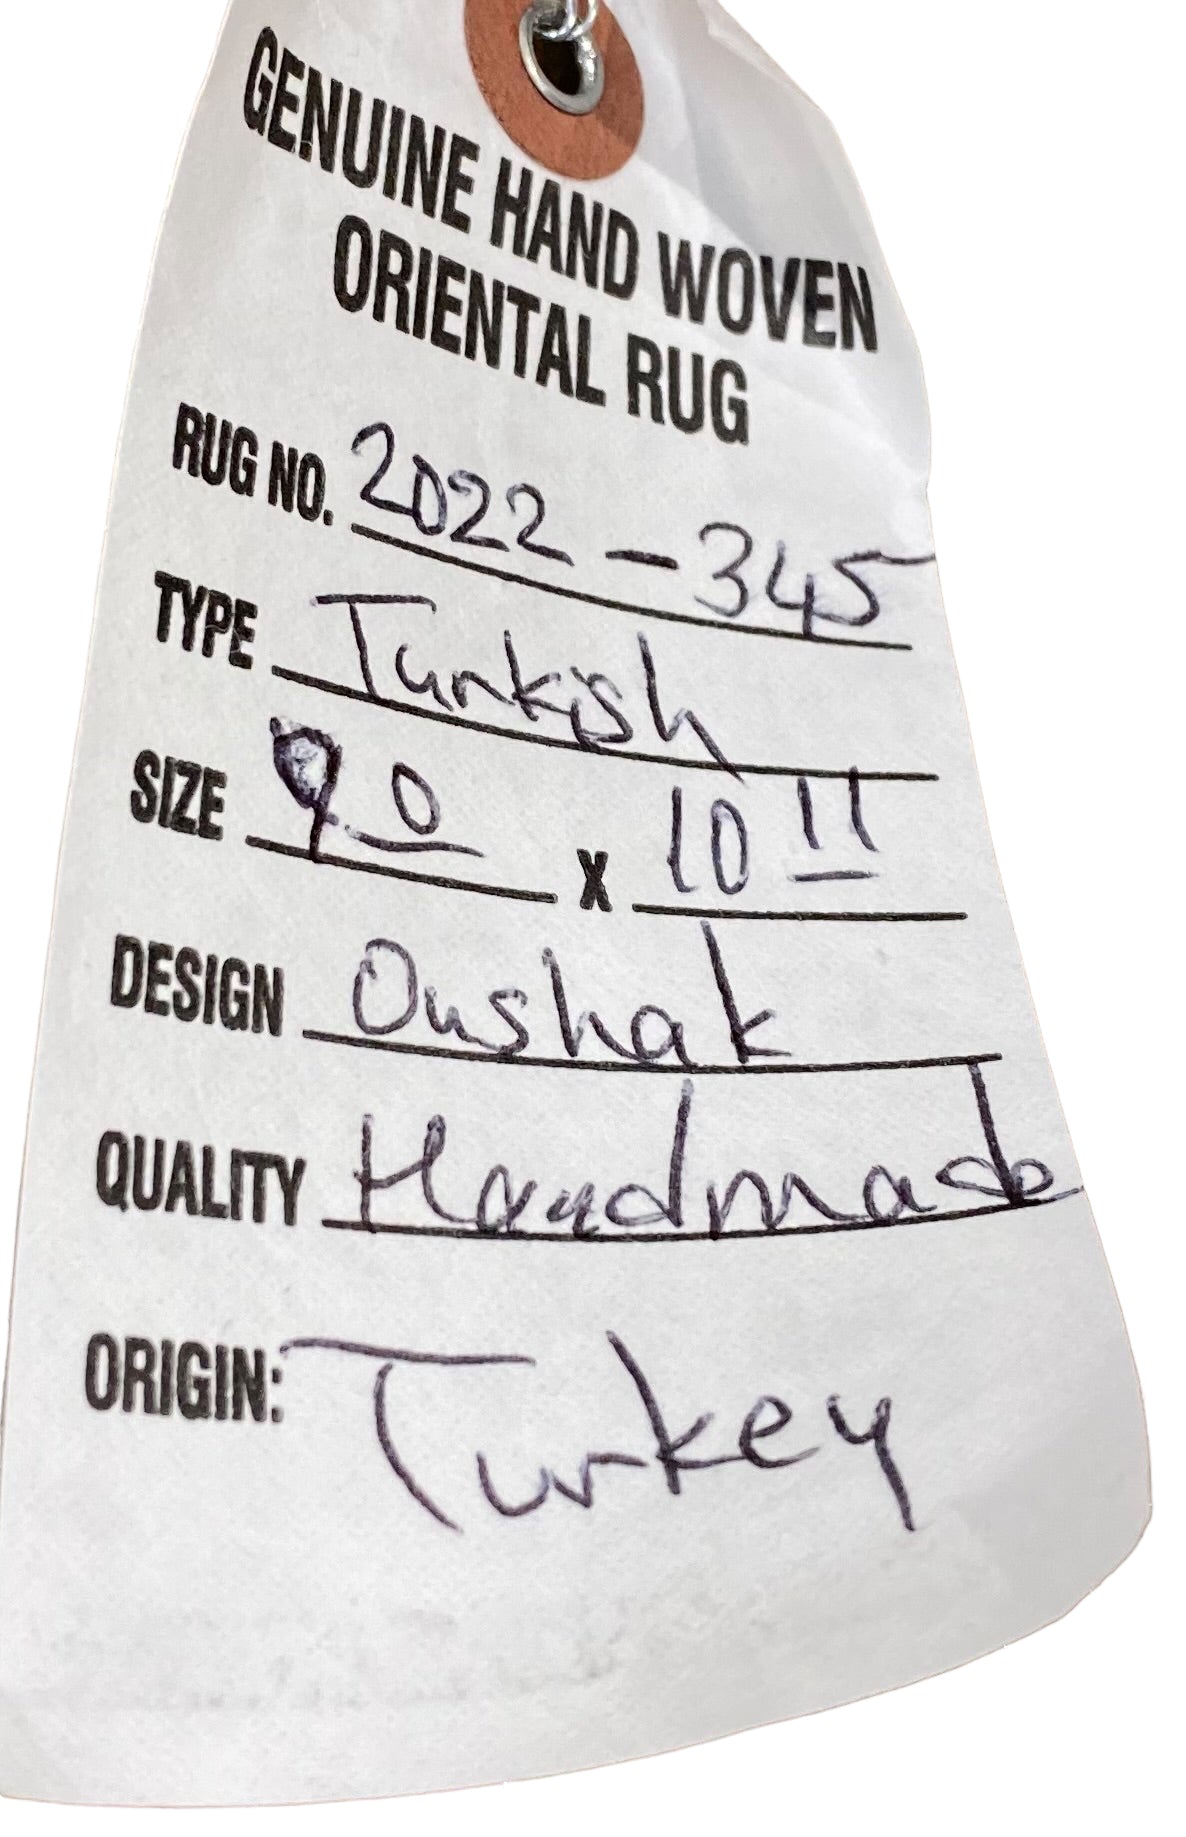 GENUINE HAND WOVEN
ORIENTAL RUG
RUG NO. 2022-345
TYPE Turkish
SIZE 9 0 X 10 11
DESIGN Oushak
QUALITY Handmade
ORIGIN: Turkey